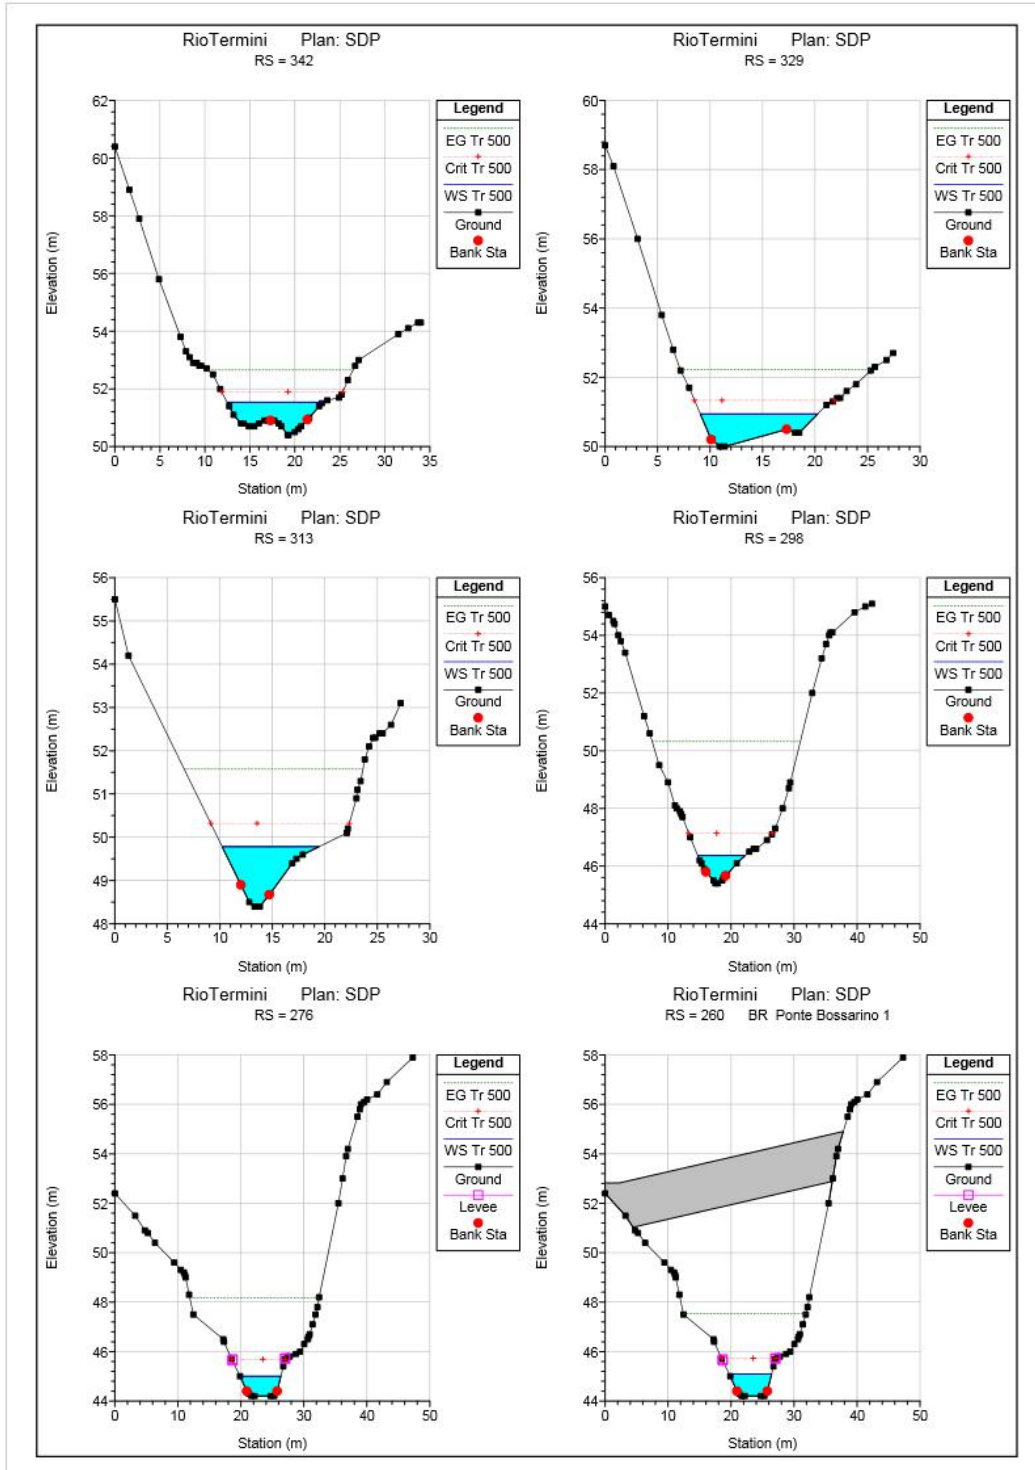 RioTermini Plan: SDP
RS = 342
62
60
58
56
54
52
50
0 5 10 15 20 25 30 35
Elevation (m)
Station (m)
Legend
EG Tr 500
Crit Tr 500
WS Tr 500
Ground
Bank Sta
RioTermini Plan: SDP
RS = 329
60
58
56
54
52
50
0 5 10 15 20 25 30
Elevation (m)
Station (m)
Legend
EG Tr 500
Crit Tr 500
WS Tr 500
Ground
Bank Sta
RioTermini Plan: SDP
RS = 313
56
55
54
53
52
51
50
49
48
0 5 10 15 20 25 30
Elevation (m)
Station (m)
Legend
EG Tr 500
Crit Tr 500
WS Tr 500
Ground
Bank Sta
RioTermini Plan: SDP
RS = 298
56
54
52
50
48
46
44
0 10 20 30 40 50
Elevation (m)
Station (m)
Legend
EG Tr 500
Crit Tr 500
WS Tr 500
Ground
Bank Sta
RioTermini Plan: SDP
RS = 276
58
56
54
52
50
48
46
44
0 10 20 30 40 50
Elevation (m)
Station (m)
Legend
EG Tr 500
Crit Tr 500
WS Tr 500
Ground
Levee
Bank Sta
RioTermini Plan: SDP
RS = 260 BR Ponte Bossarino 1
58
56
54
52
50
48
46
44
0 10 20 30 40 50
Elevation (m)
Station (m)
Legend
EG Tr 500
Crit Tr 500
WS Tr 500
Ground
Levee
Bank Sta